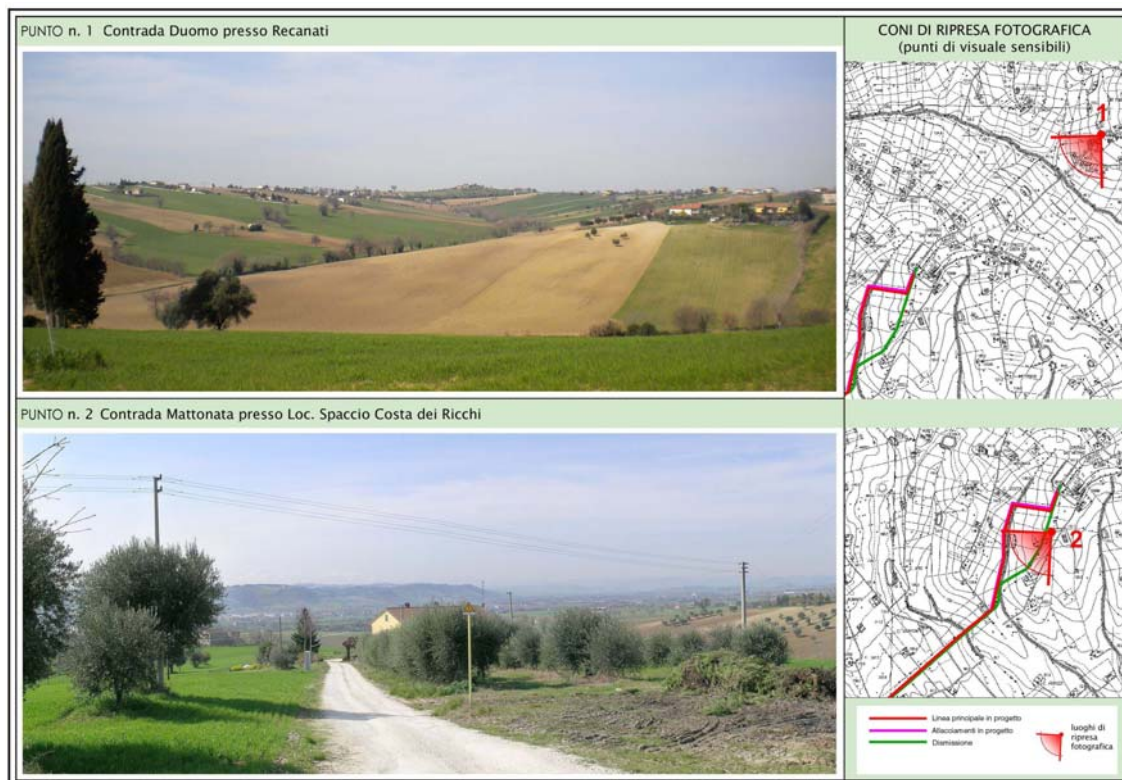 PUNTO n. 1 Contrada Duomo presso Recanati
CONI DI RIPRESA FOTOGRAFICA
(punti di visuale sensibili)
1
PUNTO n. 2 Contrada Mattonata presso Loc. Spaccio Costa dei Ricchi
2
Linea principale in progetto
Allacciamenti in progetto
Dismissione
luoghi di
ripresa
fotografica